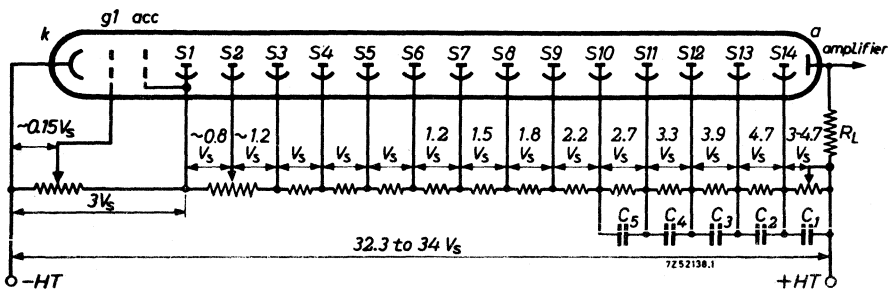 g1 acc
k a
S1 S2 S3 S4 S5 S6 S7 S8 S9 S10 S11 S12 S13 S14 amplifier
~0.15Vs ~0.8 ~1.2 1.2 1.5 1.8 2.2 2.7 3.3 3.9 4.7 3-4.7 RL
Vs Vs Vs Vs Vs Vs Vs Vs Vs Vs Vs Vs Vs Vs
3Vs
C5 C4 C3 C2 C1
32.3 to 34 Vs
7Z52138.1
-HT +HT